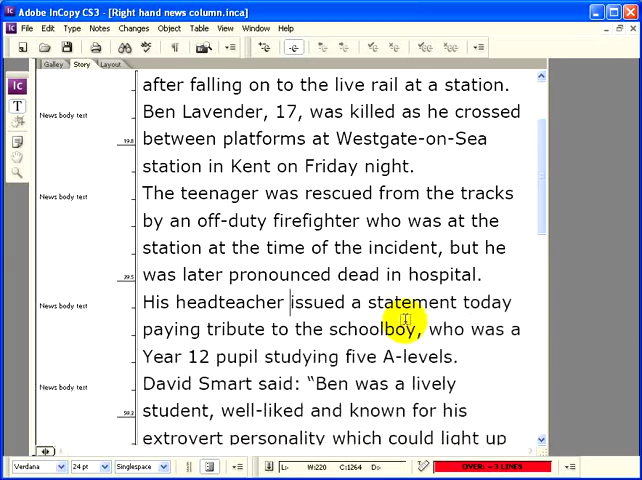 Adobe InCopy CS3 - [Right hand news column.inca]
File Edit Type Notes Changes Object Table View Window Help
Galley Story Layout
after falling on to the live rail at a station.
News body text Ben Lavender, 17, was killed as he crossed
19.8 between platforms at Westgate-on-Sea
station in Kent on Friday night.
News body text The teenager was rescued from the tracks
by an off-duty firefighter who was at the
station at the time of the incident, but he
39.5 was later pronounced dead in hospital.
News body text His headteacher issued a statement today
paying tribute to the schoolboy, who was a
Year 12 pupil studying five A-levels.
News body text David Smart said: “Ben was a lively
59.3 student, well-liked and known for his
extrovert personality which could light up
Verdana 24 pt Singlespace L:- W:220 C:1264 D:- OVER: ~ 3 LINES